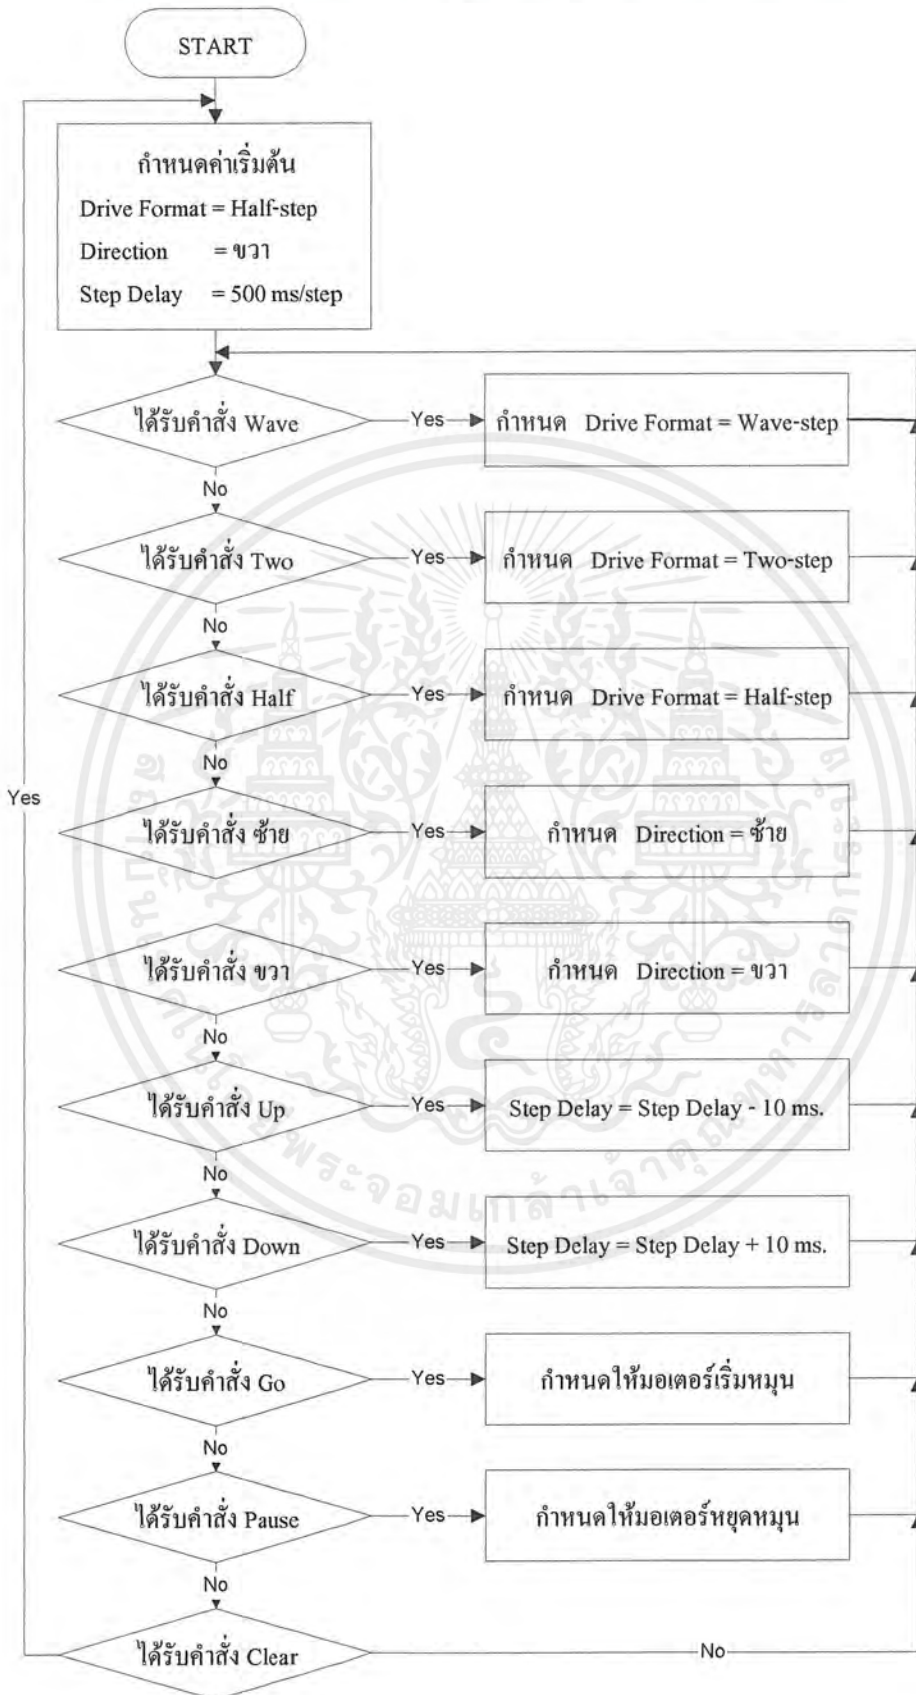 START
กำหนดค่าเริ่มต้น
Drive Format = Half-step
Direction = ขวา
Step Delay = 500 ms/step
ได้รับคำสั่ง Wave
Yes
กำหนด Drive Format = Wave-step
No
ได้รับคำสั่ง Two
Yes
กำหนด Drive Format = Two-step
No
ได้รับคำสั่ง Half
Yes
กำหนด Drive Format = Half-step
No
Yes
ได้รับคำสั่ง ซ้าย
Yes
กำหนด Direction = ซ้าย
ได้รับคำสั่ง ขวา
Yes
กำหนด Direction = ขวา
No
ได้รับคำสั่ง Up
Yes
Step Delay = Step Delay - 10 ms.
No
ได้รับคำสั่ง Down
Yes
Step Delay = Step Delay + 10 ms.
No
ได้รับคำสั่ง Go
Yes
กำหนดให้มอเตอร์เริ่มหมุน
No
ได้รับคำสั่ง Pause
Yes
กำหนดให้มอเตอร์หยุดหมุน
No
ได้รับคำสั่ง Clear
No